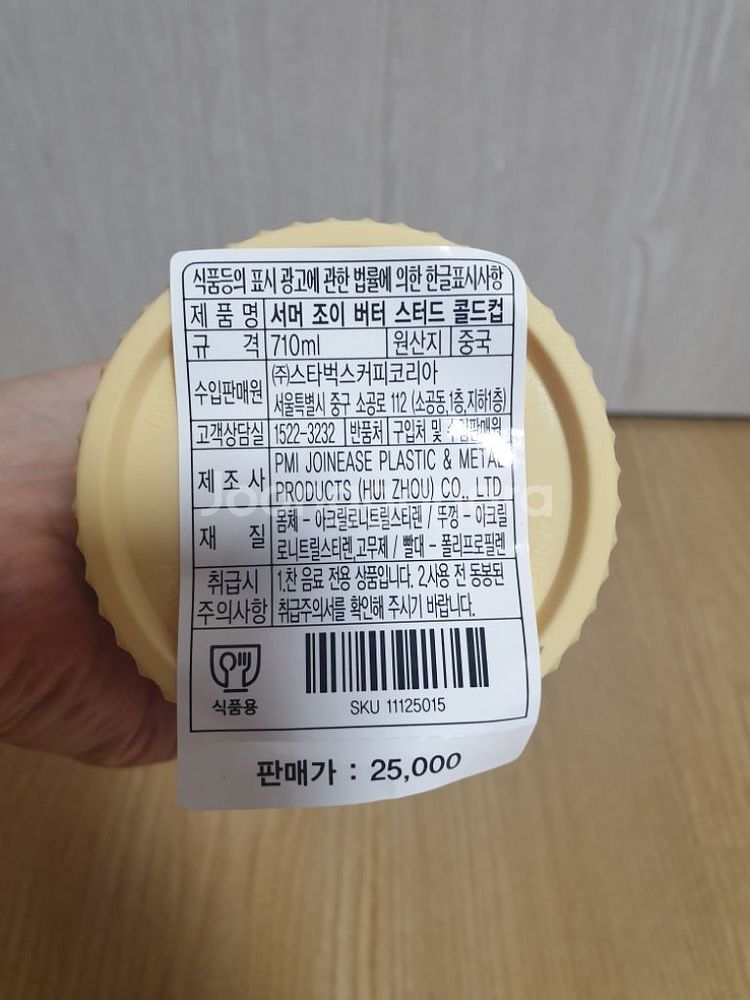 식품등의 표시 광고에 관한 법률에 의한 한글표시사항
제 품 명 서머 조이 버터 스터드 콜드컵
규 격 710ml 원산지 중국
수입판매원 (주)스타벅스커피코리아
서울특별시 중구 소공로 112 (소공동,1층,지하1층)
고객상담실 1522-3232 반품처 구입처 및 수입판매원
제 조 사 PMI JOINEASE PLASTIC & METAL
PRODUCTS (HUI ZHOU) CO., LTD
재 질 몸체 - 아크릴로니트릴스티렌 / 뚜껑 - 아크릴
로니트릴스티렌,고무제 / 빨대 - 폴리프로필렌
취급시 주의사항 1.찬 음료 전용 상품입니다. 2.사용 전 동봉된
취급주의서를 확인해 주시기 바랍니다.
식품용
SKU 11125015
판매가 : 25,000